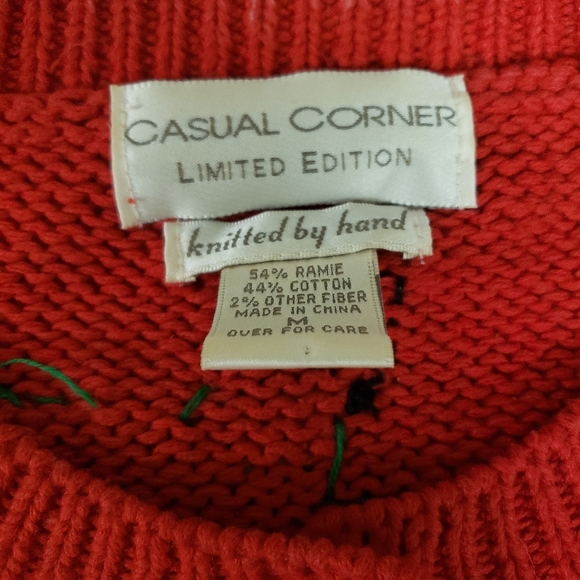 CASUAL CORNER
LIMITED EDITION
knitted by hand
54% RAMIE
44% COTTON
2% OTHER FIBER
MADE IN CHINA
M
OVER FOR CARE